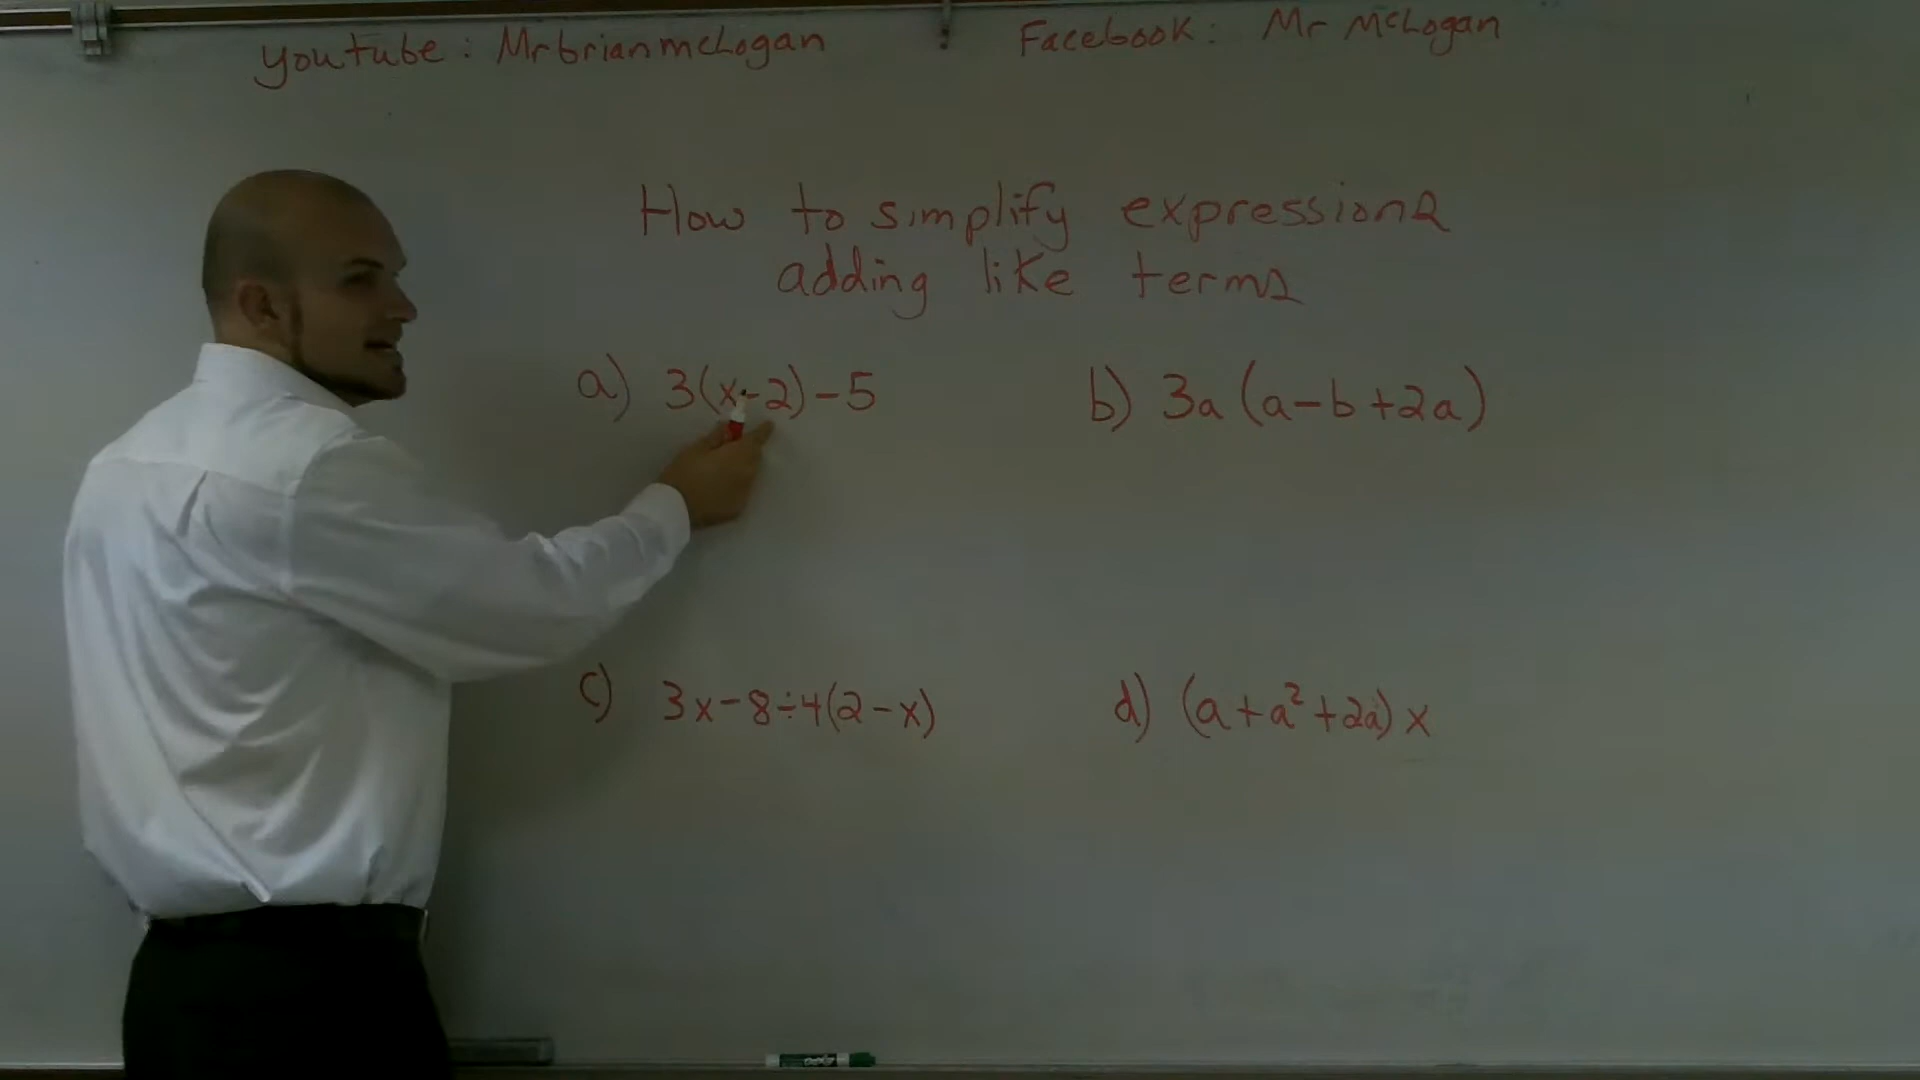 Youtube: Mrbrianmclogan
Facebook: Mr McLogan
How to simplify expressions
adding like terms
a) 3(x-2)-5
b) 3a(a-b+2a)
c) 3x-8÷4(2-x)
d) (a+a²+2a)x